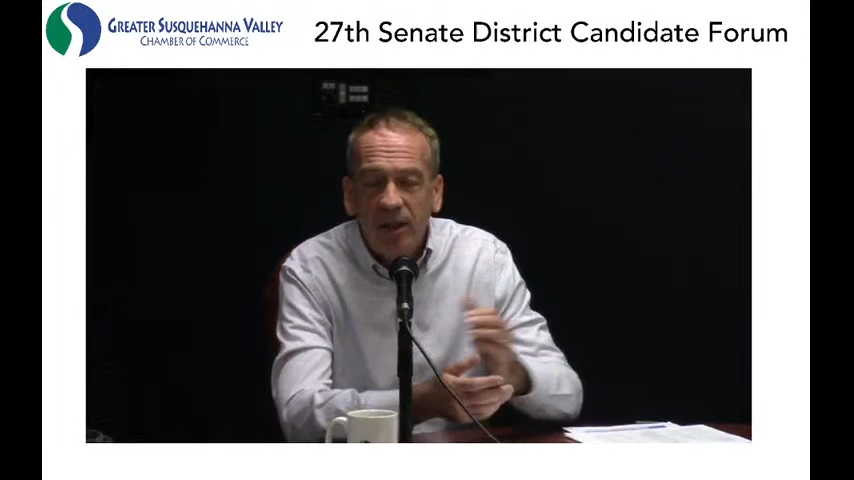 GREATER SUSQUEHANNA VALLEY
CHAMBER OF COMMERCE
27th Senate District Candidate Forum